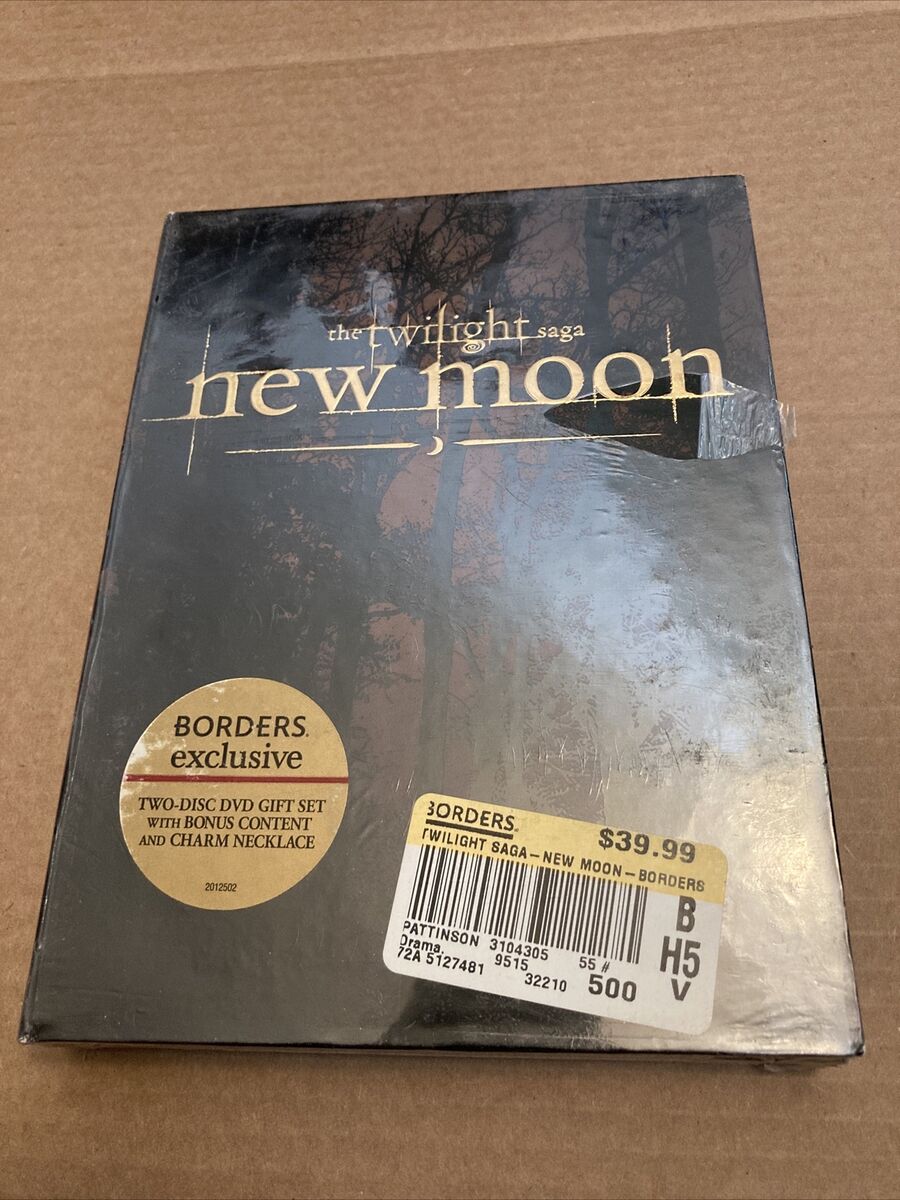 the twilight saga
new moon
BORDERS.
exclusive
TWO-DISC DVD GIFT SET
WITH BONUS CONTENT
AND CHARM NECKLACE
2012502
BORDERS. $39.99
TWILIGHT SAGA-NEW MOON-BORDERS
B
H5
V
PATTINSON 3104305 55 #
Drama. 9515
72A 5127481 32210 500